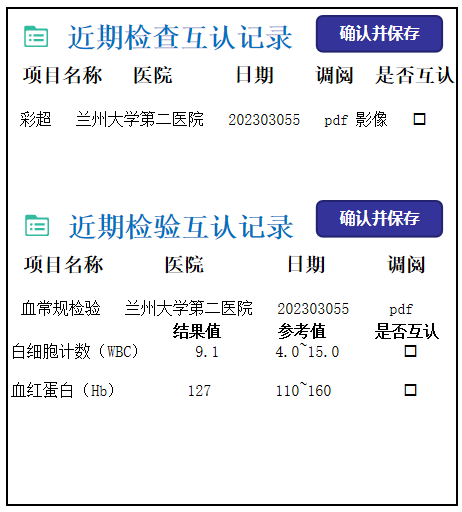 近期检查互认记录 确认并保存
项目名称 医院 日期 调阅 是否互认
彩超 兰州大学第二医院 202303055 pdf 影像 □
近期检验互认记录 确认并保存
项目名称 医院 日期 调阅
血常规检验 兰州大学第二医院 202303055 pdf
结果值 参考值 是否互认
白细胞计数（WBC） 9.1 4.0~15.0 □
血红蛋白（Hb） 127 110~160 □